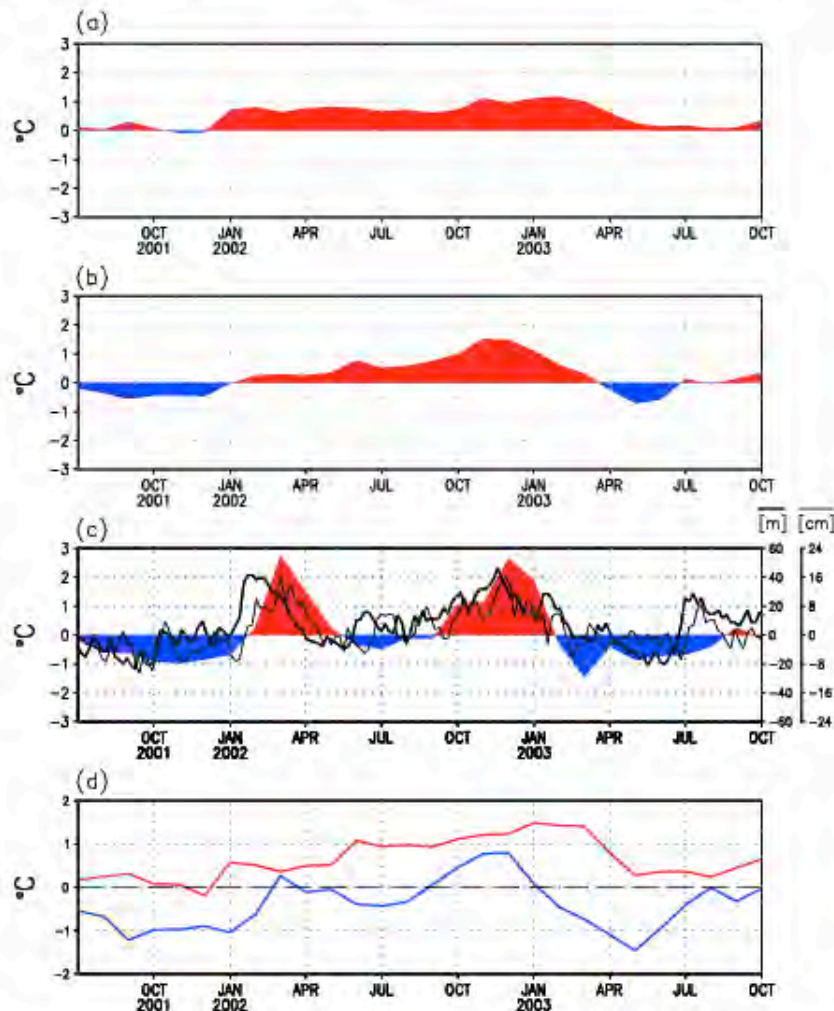 (a)
3
2
1
0
−1
−2
−3
°C
OCT JAN APR JUL OCT JAN APR JUL OCT
2001 2002 2003
(b)
3
2
1
0
−1
−2
−3
°C
OCT JAN APR JUL OCT JAN APR JUL OCT
2001 2002 2003
(c) [m] [cm]
3 60 24
2 40 16
1 20 8
0 0 0
−1 −20 −8
−2 −40 −16
−3 −60 −24
°C
OCT JAN APR JUL OCT JAN APR JUL OCT
2001 2002 2003
(d)
2
1
0
−1
−2
°C
OCT JAN APR JUL OCT JAN APR JUL OCT
2001 2002 2003